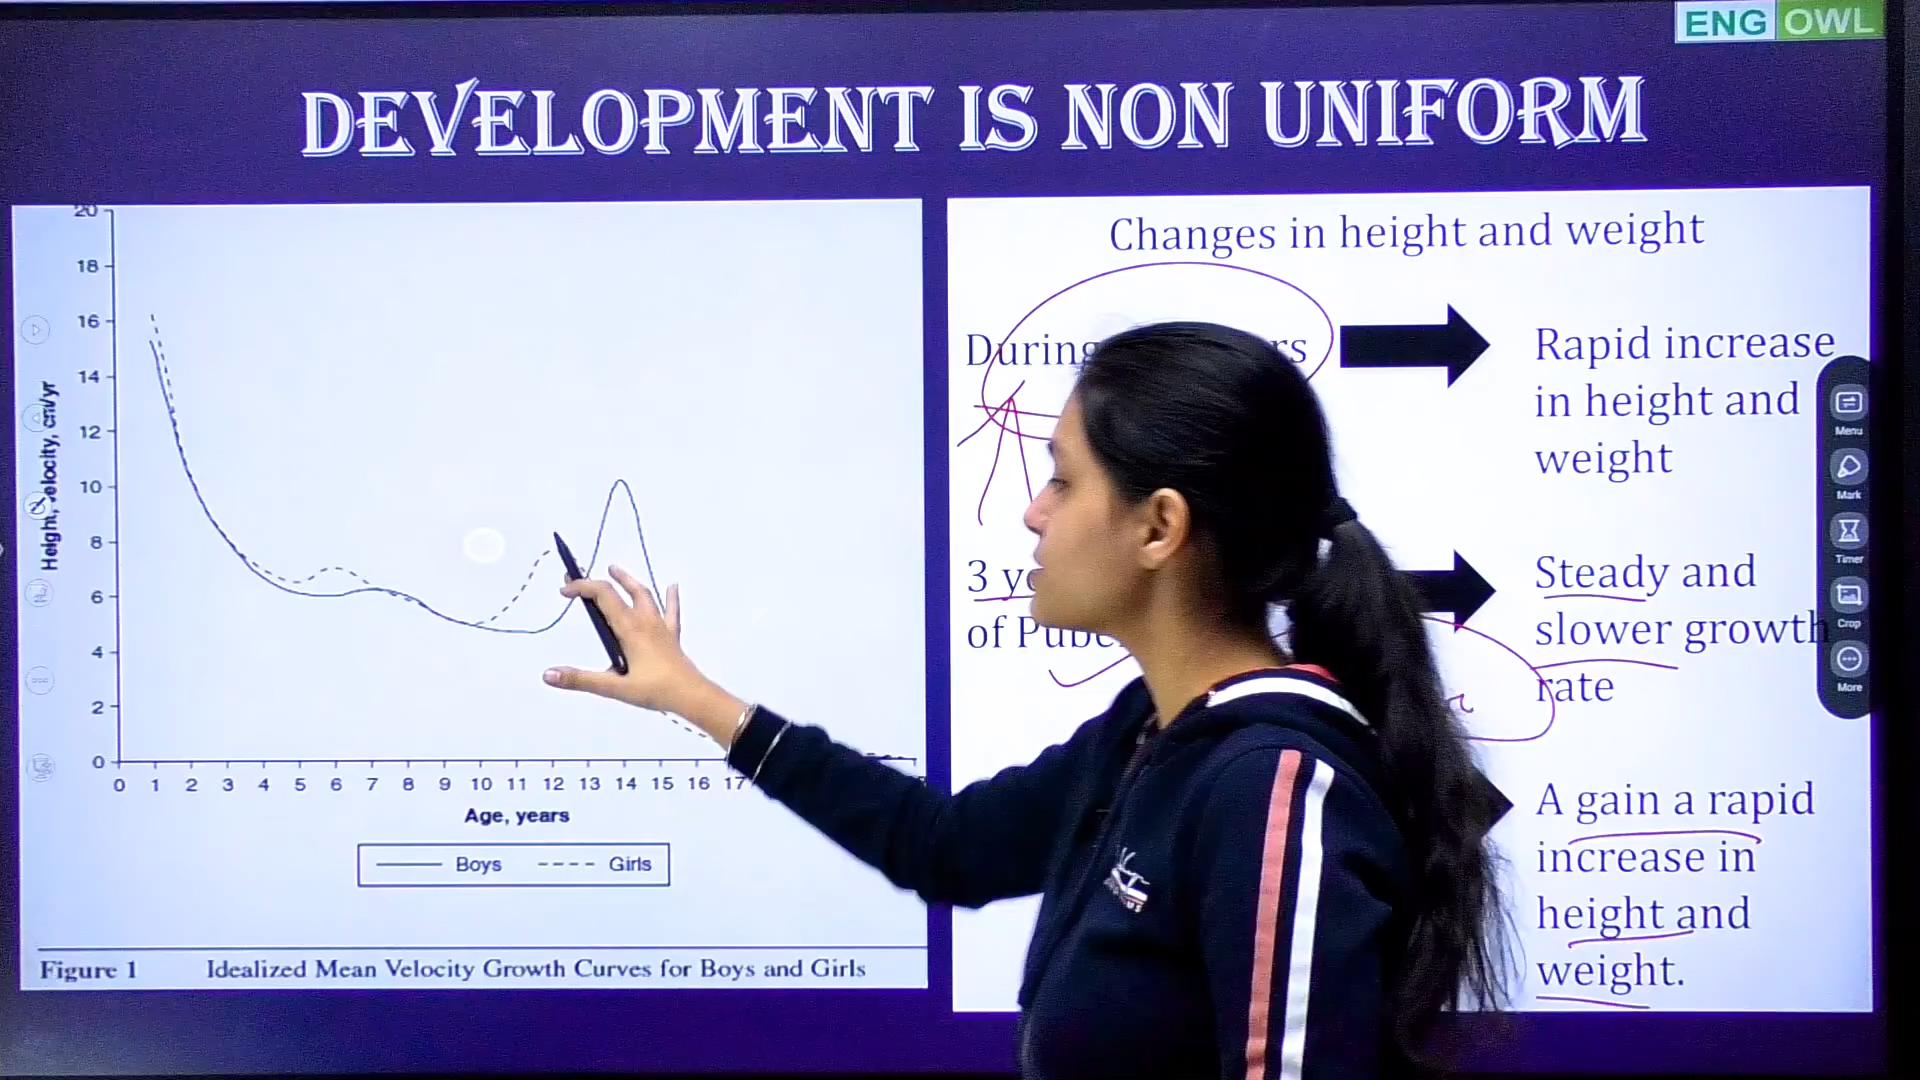 ENG OWL
DEVELOPMENT IS NON UNIFORM
20
18
16
14
12
10
8
6
4
2
0
Height, velocity, cm/yr
0 1 2 3 4 5 6 7 8 9 10 11 12 13 14 15 16 17
Age, years
Boys Girls
Figure 1 Idealized Mean Velocity Growth Curves for Boys and Girls
Changes in height and weight
During
Rapid increase
in height and
weight
3
of
Steady and
slower growth
rate
A gain a rapid
increase in
height and
weight.
Menu
Mark
Timer
Crop
More